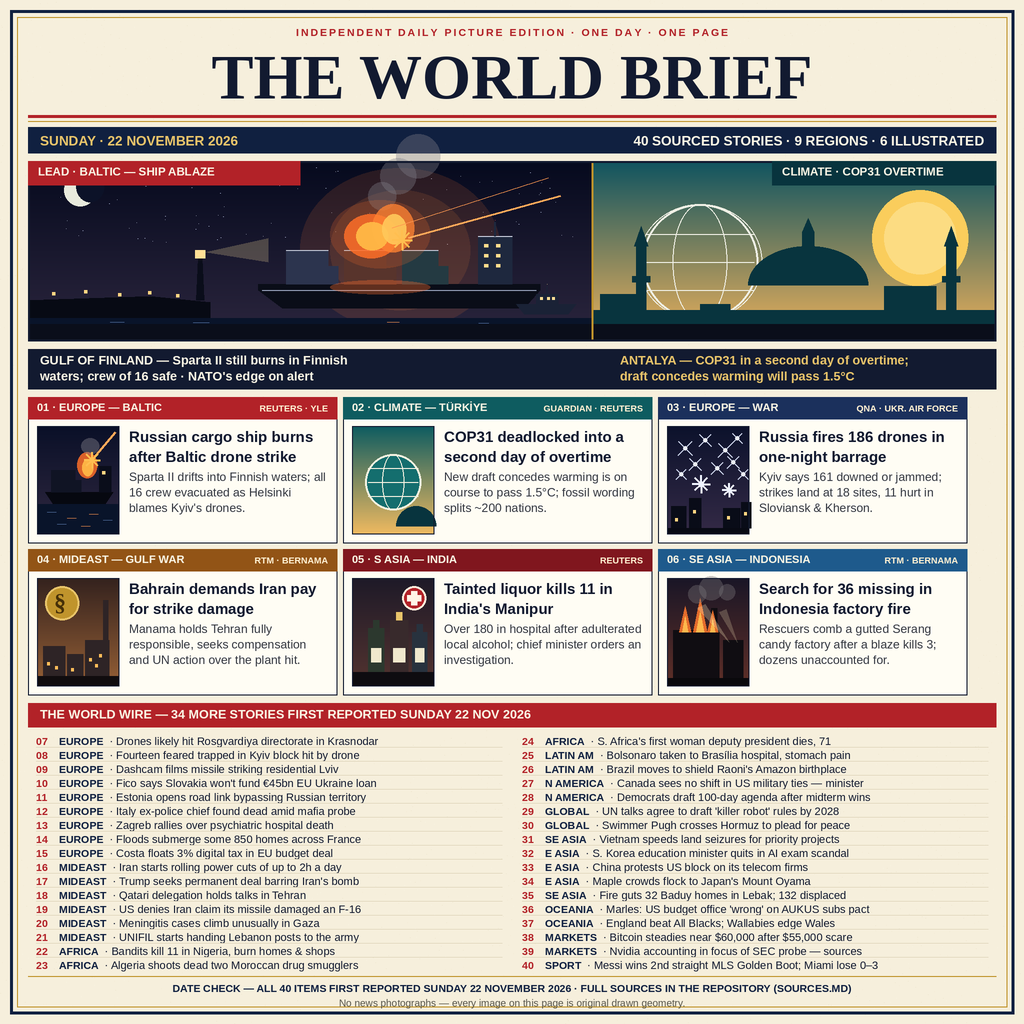 INDEPENDENT DAILY PICTURE EDITION · ONE DAY · ONE PAGE
THE WORLD BRIEF
SUNDAY · 22 NOVEMBER 2026
40 SOURCED STORIES · 9 REGIONS · 6 ILLUSTRATED
LEAD · BALTIC — SHIP ABLAZE
CLIMATE · COP31 OVERTIME
GULF OF FINLAND — Sparta II still burns in Finnish
waters; crew of 16 safe · NATO's edge on alert
ANTALYA — COP31 in a second day of overtime;
draft concedes warming will pass 1.5°C
01 · EUROPE — BALTIC
REUTERS · YLE
Russian cargo ship burns
after Baltic drone strike
Sparta II drifts into Finnish waters; all
16 crew evacuated as Helsinki
blames Kyiv's drones.
02 · CLIMATE — TÜRKİYE
GUARDIAN · REUTERS
COP31 deadlocked into a
second day of overtime
New draft concedes warming is on
course to pass 1.5°C; fossil wording
splits ~200 nations.
03 · EUROPE — WAR
QNA · UKR. AIR FORCE
Russia fires 186 drones in
one-night barrage
Kyiv says 161 downed or jammed;
strikes land at 18 sites, 11 hurt in
Sloviansk & Kherson.
04 · MIDEAST — GULF WAR
RTM · BERNAMA
§
Bahrain demands Iran pay
for strike damage
Manama holds Tehran fully
responsible, seeks compensation
and UN action over the plant hit.
05 · S ASIA — INDIA
REUTERS
Tainted liquor kills 11 in
India's Manipur
Over 180 in hospital after adulterated
local alcohol; chief minister orders an
investigation.
06 · SE ASIA — INDONESIA
RTM · BERNAMA
Search for 36 missing in
Indonesia factory fire
Rescuers comb a gutted Serang
candy factory after a blaze kills 3;
dozens unaccounted for.
THE WORLD WIRE — 34 MORE STORIES FIRST REPORTED SUNDAY 22 NOV 2026
07 EUROPE · Drones likely hit Rosgvardiya directorate in Krasnodar
08 EUROPE · Fourteen feared trapped in Kyiv block hit by drone
09 EUROPE · Dashcam films missile striking residential Lviv
10 EUROPE · Fico says Slovakia won't fund €45bn EU Ukraine loan
11 EUROPE · Estonia opens road link bypassing Russian territory
12 EUROPE · Italy ex-police chief found dead amid mafia probe
13 EUROPE · Zagreb rallies over psychiatric hospital death
14 EUROPE · Floods submerge some 850 homes across France
15 EUROPE · Costa floats 3% digital tax in EU budget deal
16 MIDEAST · Iran starts rolling power cuts of up to 2h a day
17 MIDEAST · Trump seeks permanent deal barring Iran's bomb
18 MIDEAST · Qatari delegation holds talks in Tehran
19 MIDEAST · US denies Iran claim its missile damaged an F-16
20 MIDEAST · Meningitis cases climb unusually in Gaza
21 MIDEAST · UNIFIL starts handing Lebanon posts to the army
22 AFRICA · Bandits kill 11 in Nigeria, burn homes & shops
23 AFRICA · Algeria shoots dead two Moroccan drug smugglers
24 AFRICA · S. Africa's first woman deputy president dies, 71
25 LATIN AM · Bolsonaro taken to Brasília hospital, stomach pain
26 LATIN AM · Brazil moves to shield Raoni's Amazon birthplace
27 N AMERICA · Canada sees no shift in US military ties — minister
28 N AMERICA · Democrats draft 100-day agenda after midterm wins
29 GLOBAL · UN talks agree to draft 'killer robot' rules by 2028
30 GLOBAL · Swimmer Pugh crosses Hormuz to plead for peace
31 SE ASIA · Vietnam speeds land seizures for priority projects
32 E ASIA · S. Korea education minister quits in AI exam scandal
33 E ASIA · China protests US block on its telecom firms
34 E ASIA · Maple crowds flock to Japan's Mount Oyama
35 SE ASIA · Fire guts 32 Baduy homes in Lebak; 132 displaced
36 OCEANIA · Marles: US budget office 'wrong' on AUKUS subs pact
37 OCEANIA · England beat All Blacks; Wallabies edge Wales
38 MARKETS · Bitcoin steadies near $60,000 after $55,000 scare
39 MARKETS · Nvidia accounting in focus of SEC probe — sources
40 SPORT · Messi wins 2nd straight MLS Golden Boot; Miami lose 0–3
DATE CHECK — ALL 40 ITEMS FIRST REPORTED SUNDAY 22 NOVEMBER 2026 · FULL SOURCES IN THE REPOSITORY (SOURCES.MD)
No news photographs — every image on this page is original drawn geometry.